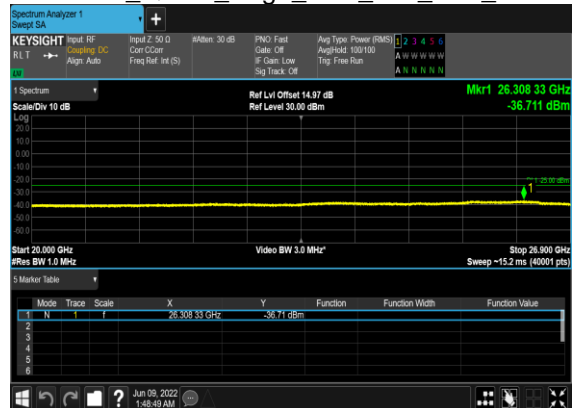 Spectrum Analyzer 1
Swept SA
+
KEYSIGHT Input: RF Input Z: 50 Ω #Atten: 30 dB PNO: Fast Avg Type: Power (RMS) 1 2 3 4 5 6
RLT Coupling: DC Corr CCorr Gate: Off Avg|Hold: 100/100 A W W W W W
Align: Auto Freq Ref: Int (S) IF Gain: Low Trig: Free Run A N N N N N
Sig Track: Off
1 Spectrum Ref Lvl Offset 14.97 dB Mkr1 26.308 33 GHz
Scale/Div 10 dB Ref Level 30.00 dBm -36.711 dBm
Log
20.0
10.0
0.00
-10.0
-20.0
-25.00 dBm
-30.0 1
-40.0
-50.0
-60.0
Start 20.000 GHz Video BW 3.0 MHz* Stop 26.900 GHz
#Res BW 1.0 MHz Sweep ~15.2 ms (40001 pts)
5 Marker Table
Mode Trace Scale X Y Function Function Width Function Value
1 N 1 f 26.308 33 GHz -36.71 dBm
2
3
4
5
6
? Jun 09, 2022
1:48:49 AM